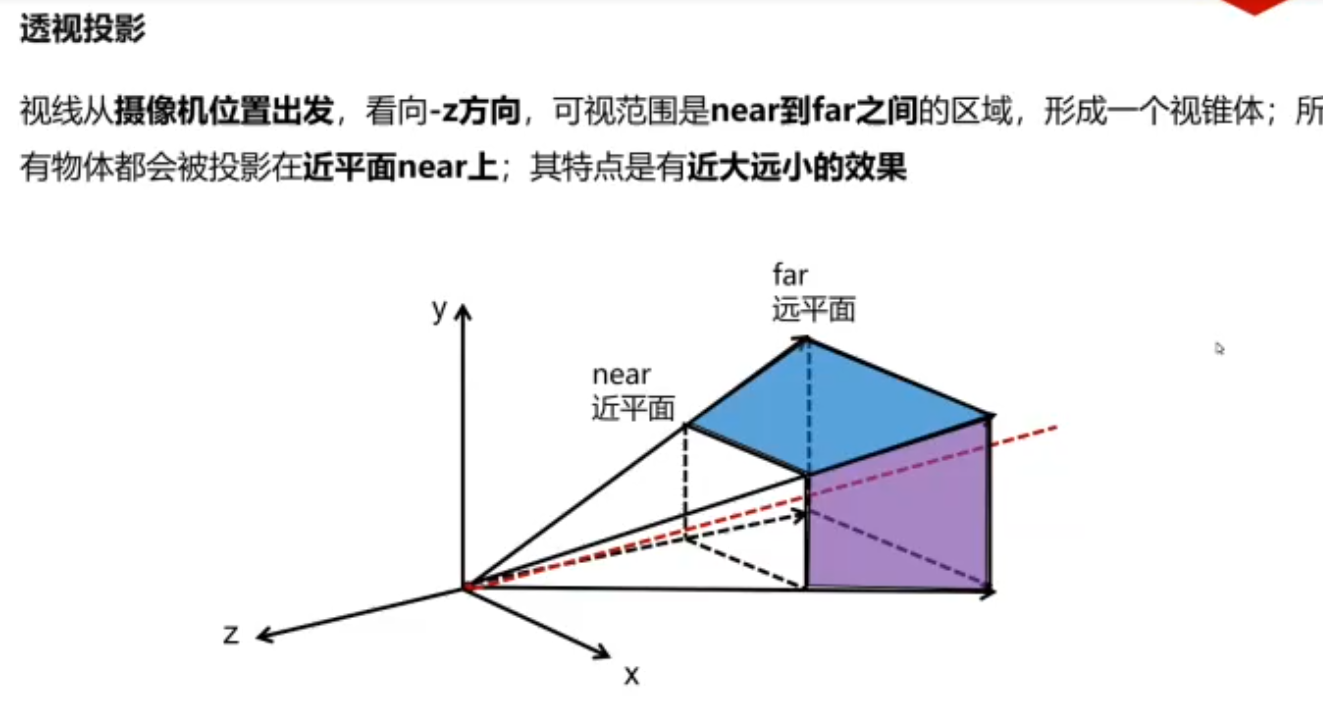 透视投影
视线从摄像机位置出发，看向-z方向，可视范围是near到far之间的区域，形成一个视锥体；所
有物体都会被投影在近平面near上；其特点是有近大远小的效果
far
远平面
y
near
近平面
z
x